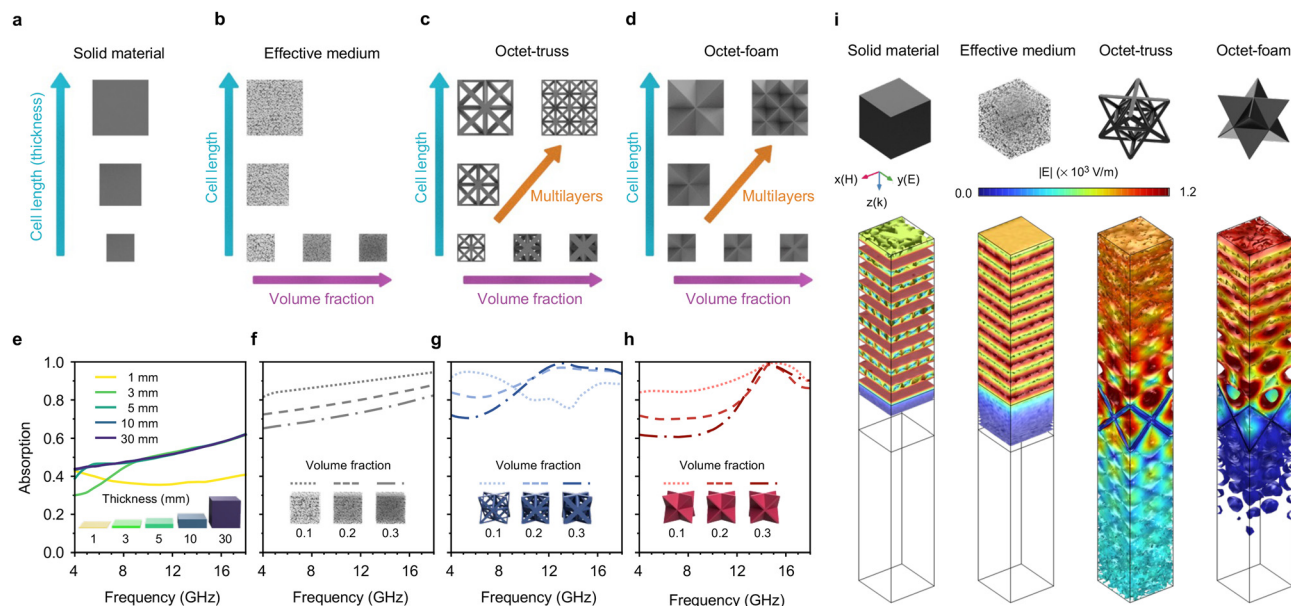 a
Solid material
Cell length (thickness)
b
Effective medium
Cell length
Volume fraction
c
Octet-truss
Cell length
Multilayers
Volume fraction
d
Octet-foam
Cell length
Multilayers
Volume fraction
e
Absorption
1.0
0.8
0.6
0.4
0.2
0.0
1 mm
3 mm
5 mm
10 mm
30 mm
Thickness (mm)
1 3 5 10 30
4 8 12 16
Frequency (GHz)
f
Volume fraction
0.1 0.2 0.3
4 8 12 16
Frequency (GHz)
g
Volume fraction
0.1 0.2 0.3
4 8 12 16
Frequency (GHz)
h
Volume fraction
0.1 0.2 0.3
4 8 12 16
Frequency (GHz)
i
Solid material Effective medium Octet-truss Octet-foam
x(H) y(E)
z(k)
|E| (× 10³ V/m)
0.0 1.2